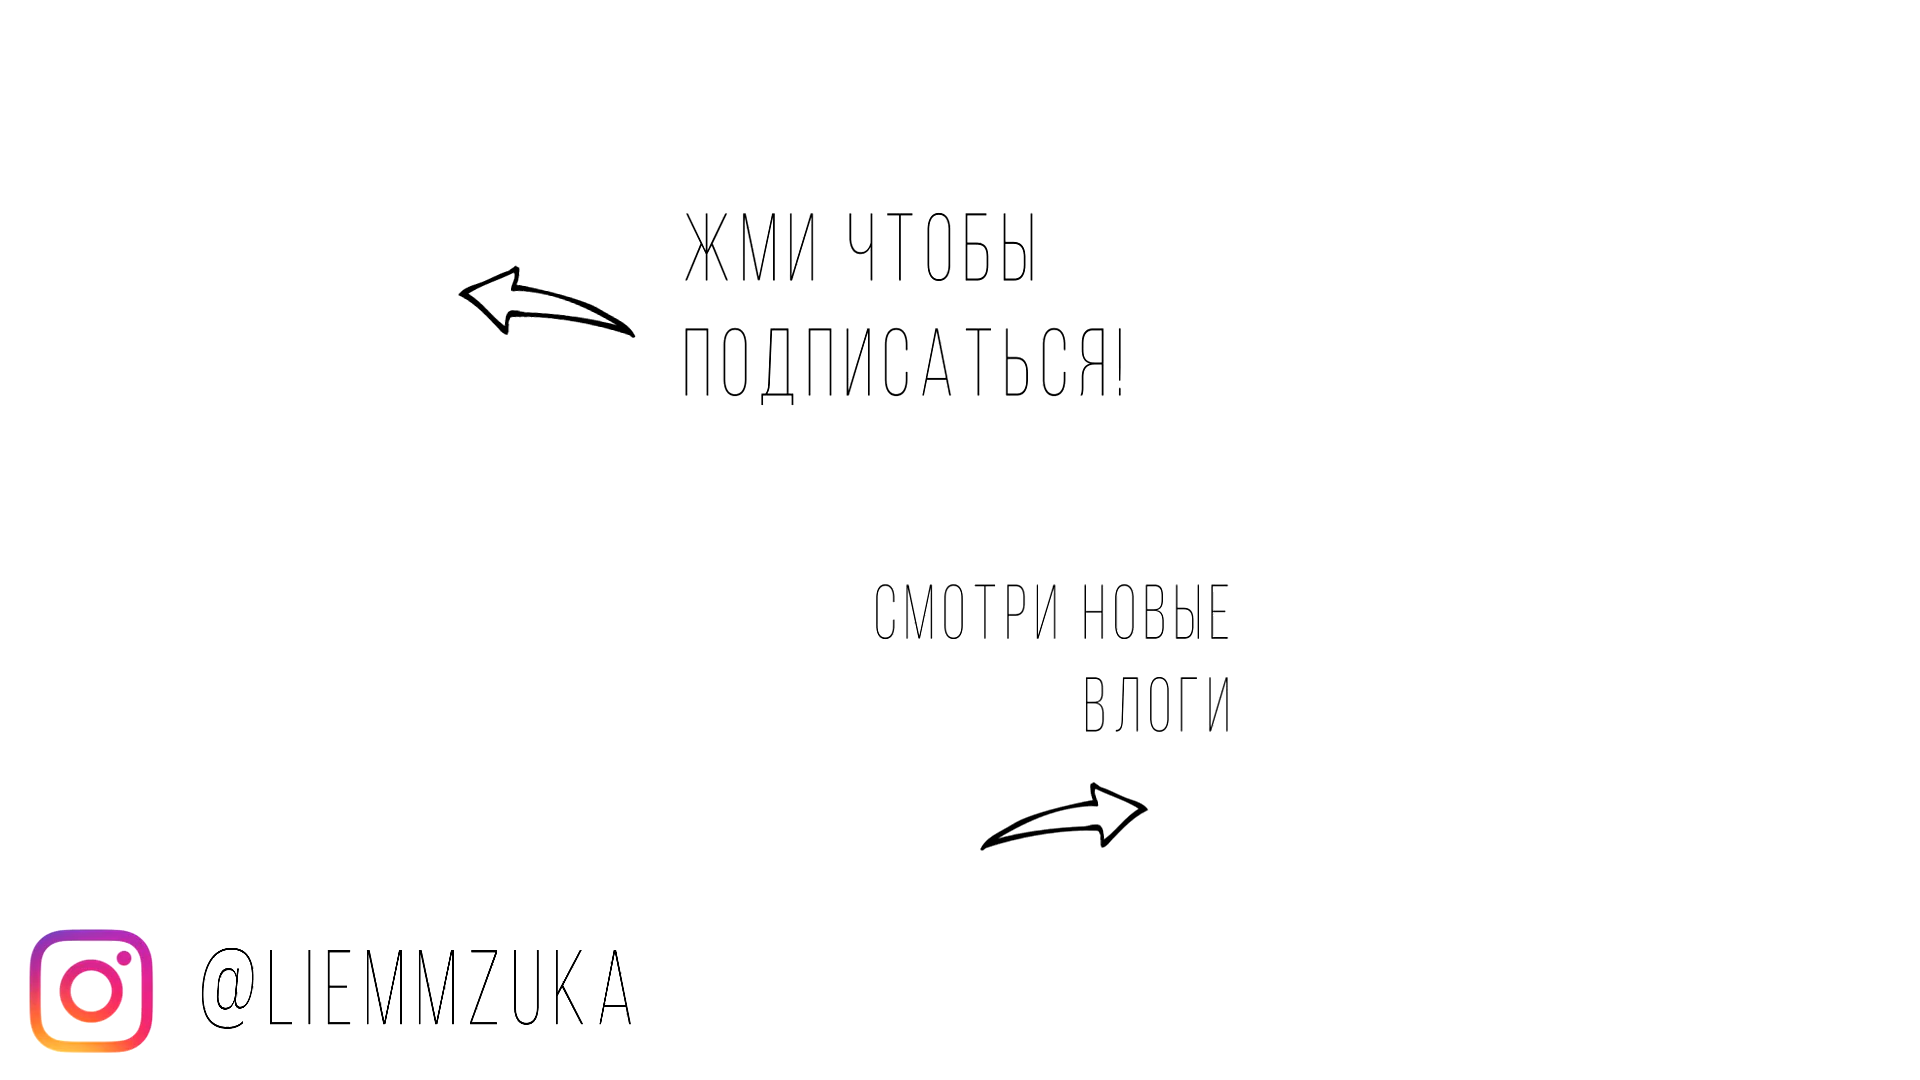 ЖМИ ЧТОБЫ
ПОДПИСАТЬСЯ!
СМОТРИ НОВЫЕ
ВЛОГИ
@LIEMMZUKA